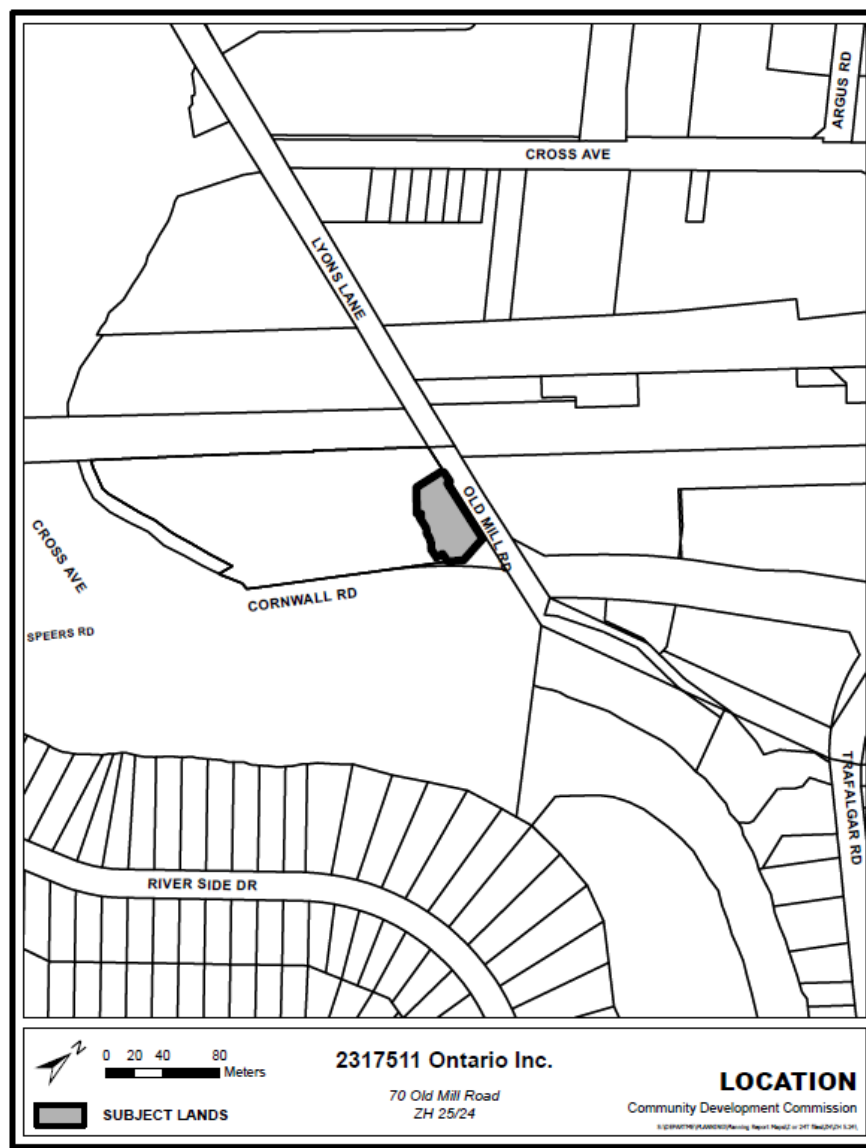 ARGUS RD
CROSS AVE
LYONS LANE
OLD MILL RD
CROSS AVE
CORNWALL RD
SPEERS RD
TRAFALGAR RD
RIVER SIDE DR
N
0 20 40 80
Meters
SUBJECT LANDS
2317511 Ontario Inc.
70 Old Mill Road
ZH 25/24
LOCATION
Community Development Commission